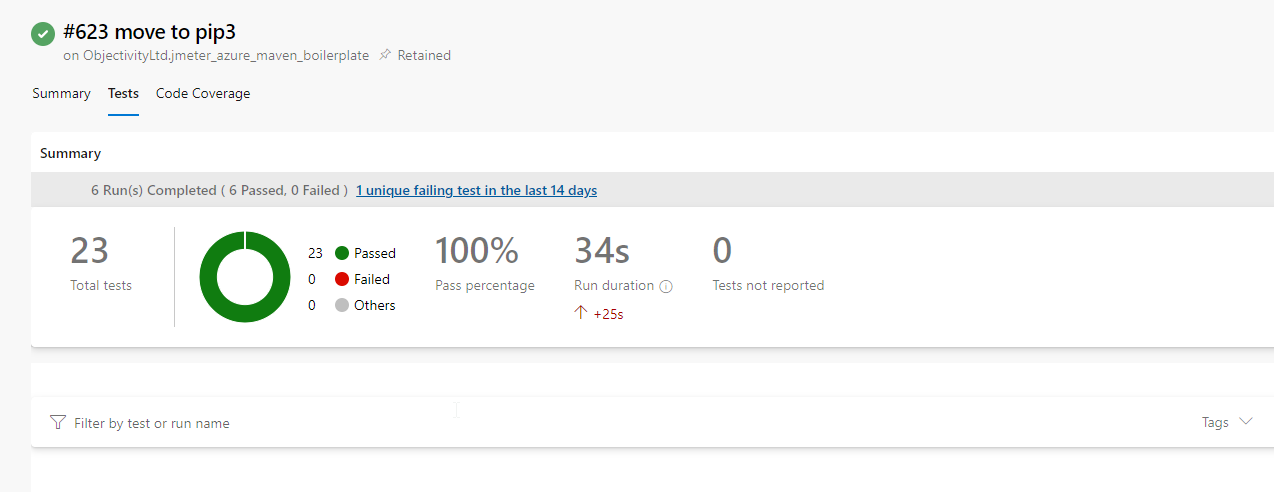 #623 move to pip3
on ObjectivityLtd.jmeter_azure_maven_boilerplate Retained
Summary Tests Code Coverage
Summary
6 Run(s) Completed ( 6 Passed, 0 Failed ) 1 unique failing test in the last 14 days
23
Total tests
23 Passed
0 Failed
0 Others
100%
Pass percentage
34s
Run duration
+25s
0
Tests not reported
Filter by test or run name
Tags